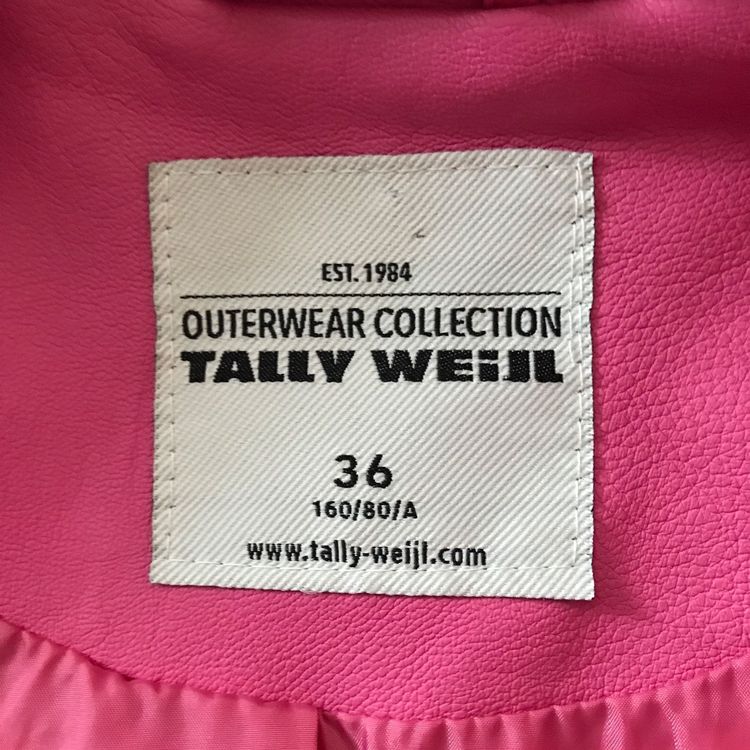 EST. 1984
OUTERWEAR COLLECTION
TALLY WEiJL
36
160/80/A
www.tally-weijl.com